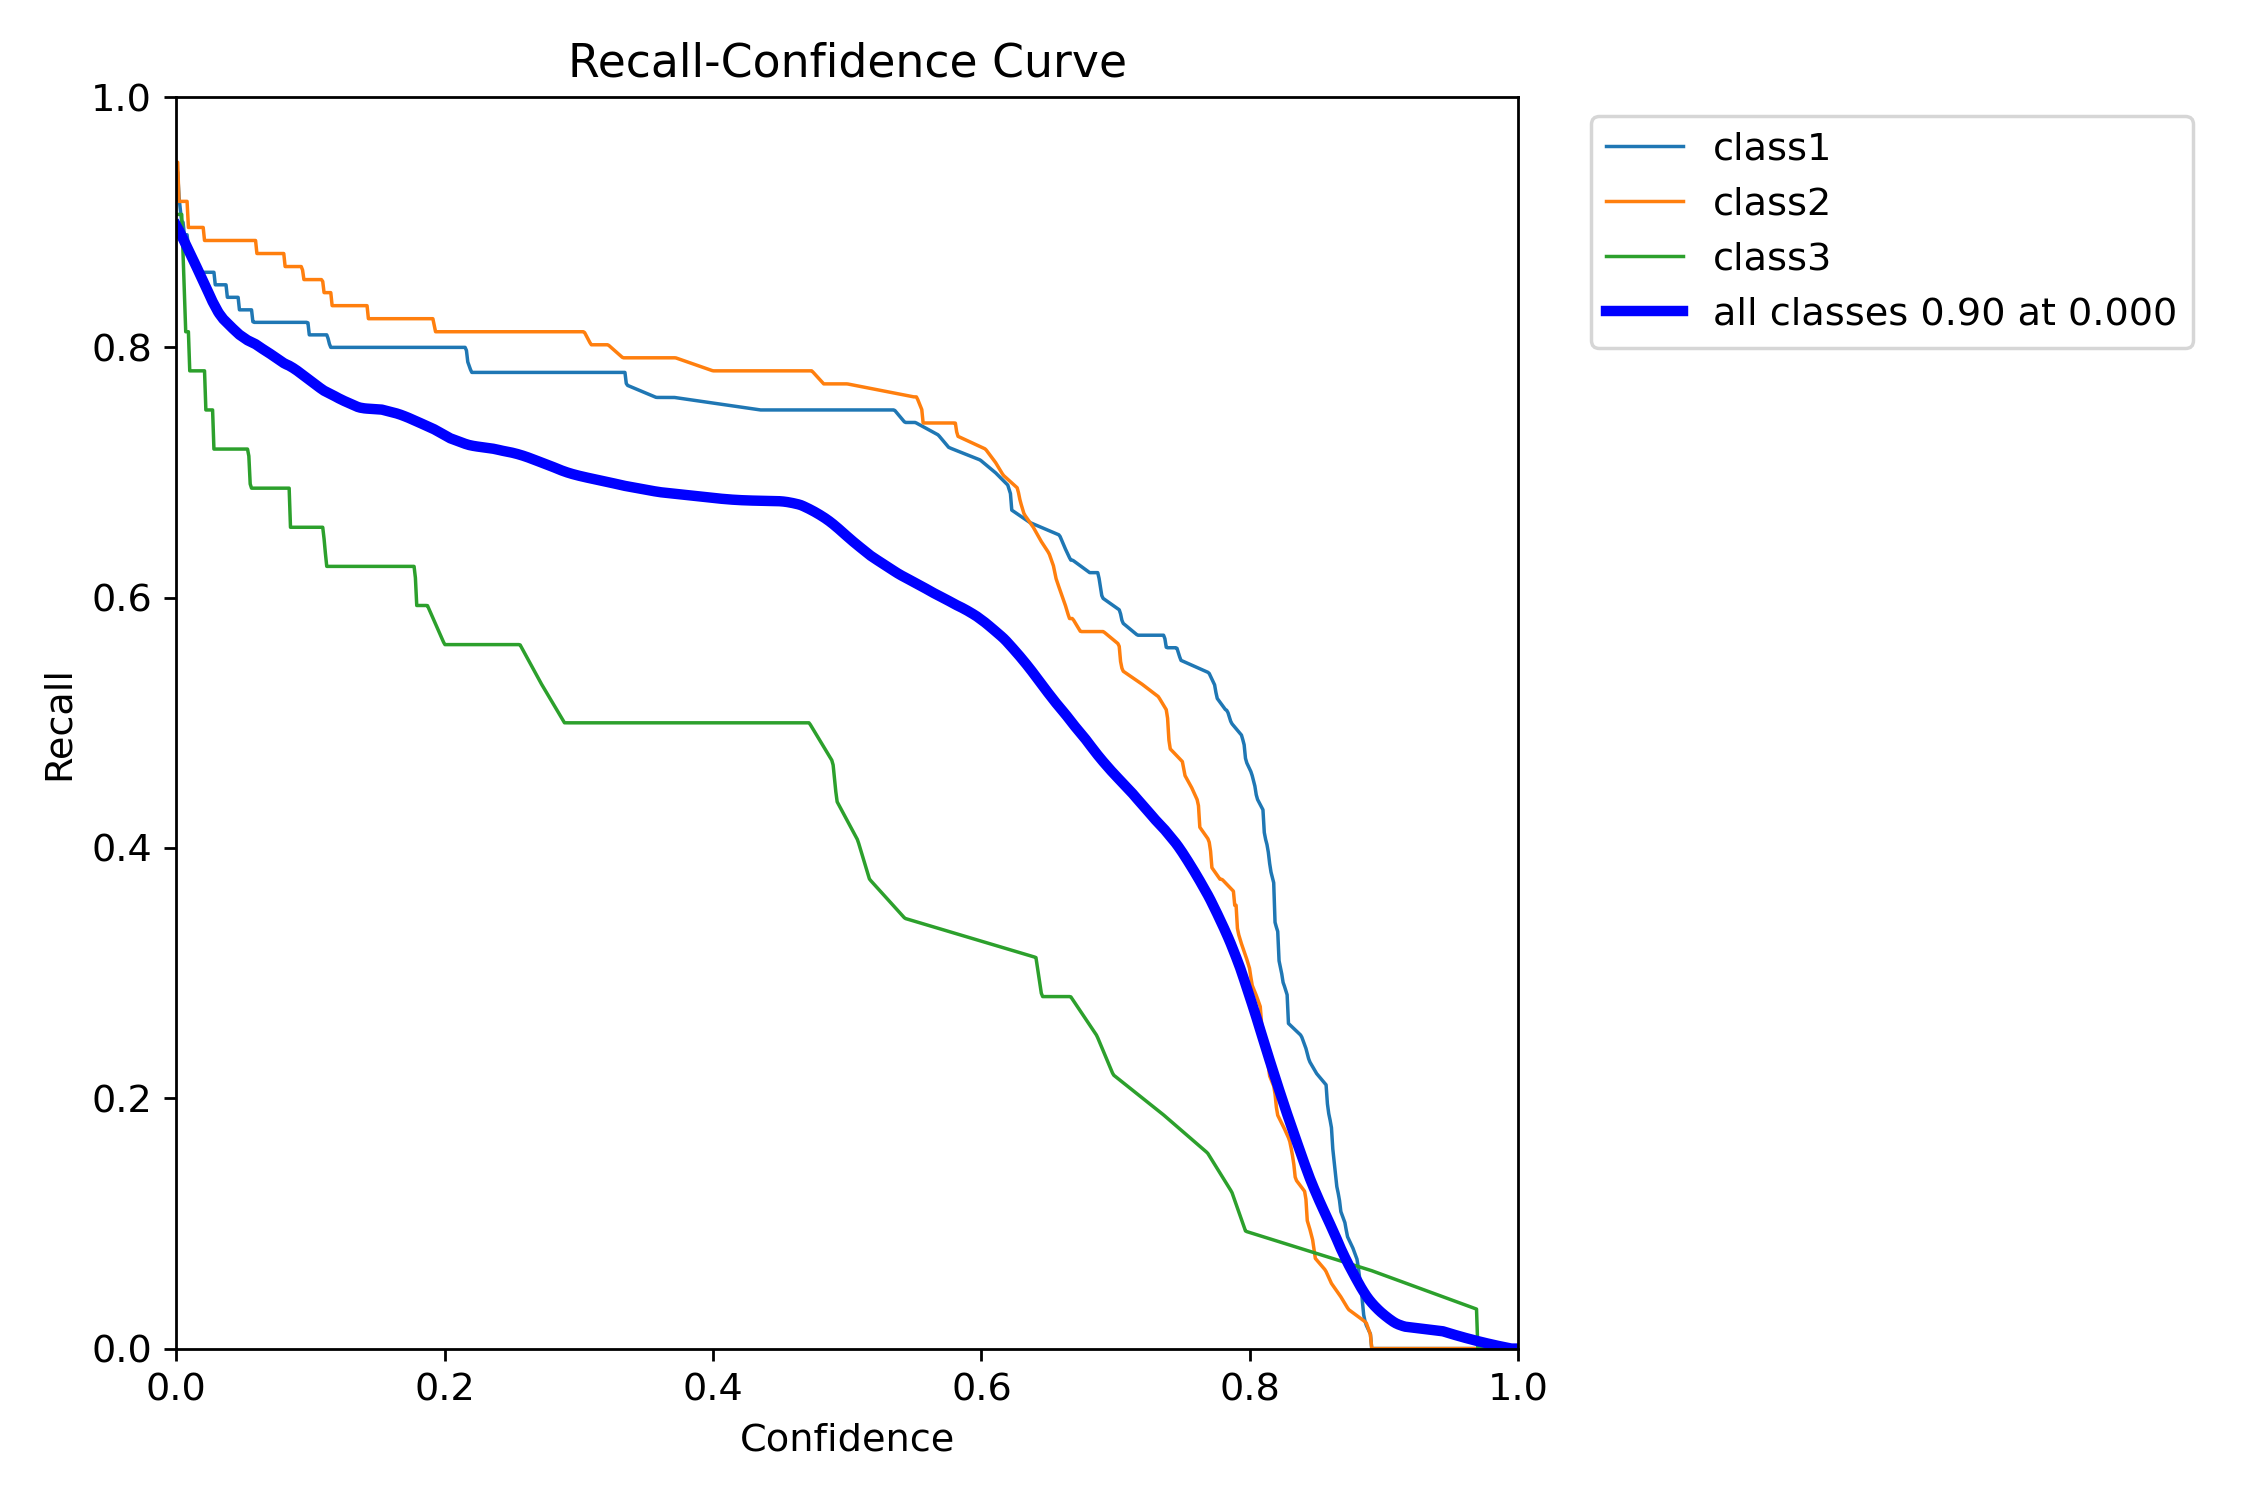 Recall-Confidence Curve
1.0
0.8
0.6
0.4
0.2
0.0
Recall
0.0 0.2 0.4 0.6 0.8 1.0
Confidence
class1
class2
class3
all classes 0.90 at 0.000